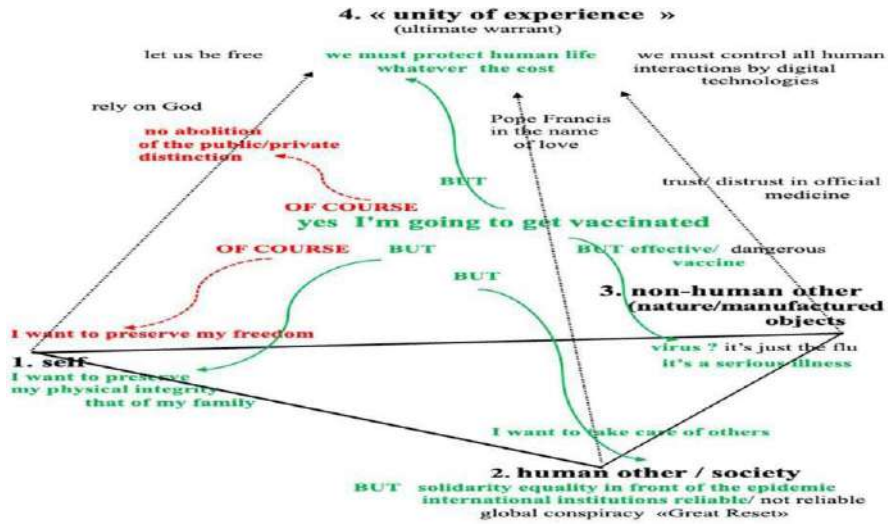 4. « unity of experience »
(ultimate warrant)
let us be free
we must protect human life
whatever the cost
we must control all human
interactions by digital
technologies
rely on God
no abolition
of the public/private
distinction
Pope Francis
in the name
of love
BUT
trust/ distrust in official
medicine
OF COURSE
yes I'm going to get vaccinated
OF COURSE
BUT
BUT effective/ dangerous
vaccine
BUT
3. non-human other
(nature/manufactured
objects
I want to preserve my freedom
virus ? it's just the flu
it's a serious illness
1. self
I want to preserve
my physical integrity
that of my family
I want to take care of others
2. human other / society
BUT solidarity equality in front of the epidemic
international institutions reliable/ not reliable
global conspiracy «Great Reset»